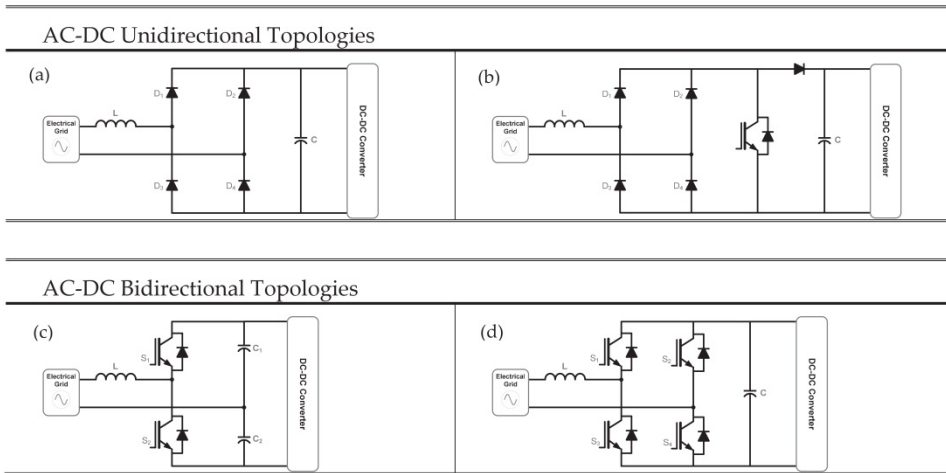 AC-DC Unidirectional Topologies
(a)
D₁
D₂
Electrical
Grid
L
C
D₃
D₄
DC-DC Converter
(b)
D₁
D₂
Electrical
Grid
L
C
D₃
D₄
DC-DC Converter
AC-DC Bidirectional Topologies
(c)
S₁
C₁
Electrical
Grid
L
S₂
C₂
DC-DC Converter
(d)
S₁
S₂
Electrical
Grid
L
C
S₃
S₄
DC-DC Converter